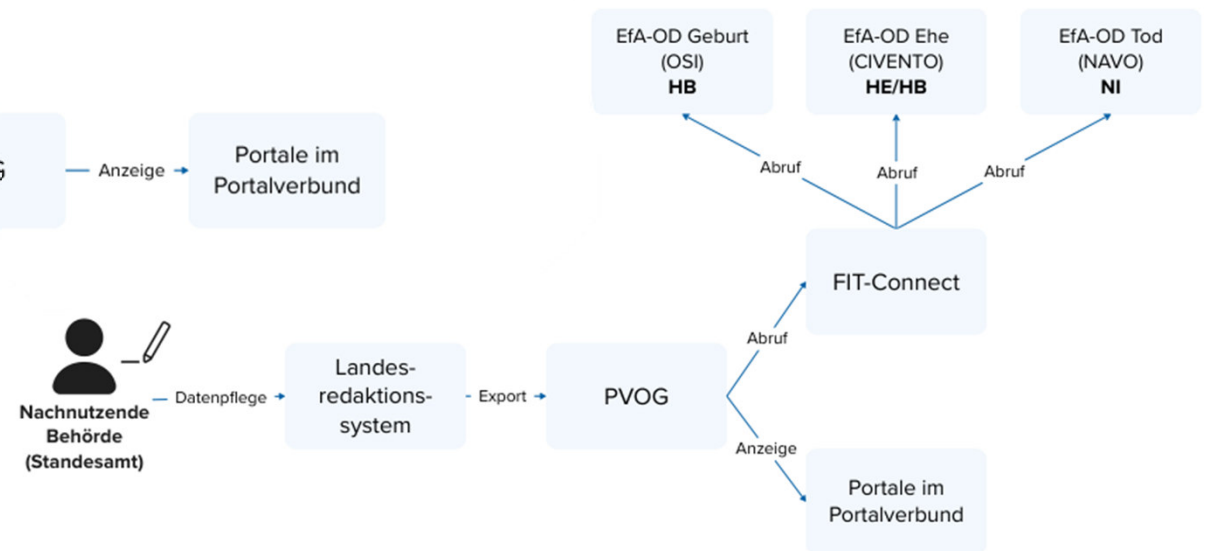 EfA-OD Geburt
(OSI)
HB
EfA-OD Ehe
(CIVENTO)
HE/HB
EfA-OD Tod
(NAVO)
NI
Anzeige
Portale im
Portalverbund
Abruf
Abruf
Abruf
FIT-Connect
Abruf
Nachnutzende
Behörde
(Standesamt)
Datenpflege
Landes-
redaktions-
system
Export
PVOG
Anzeige
Portale im
Portalverbund